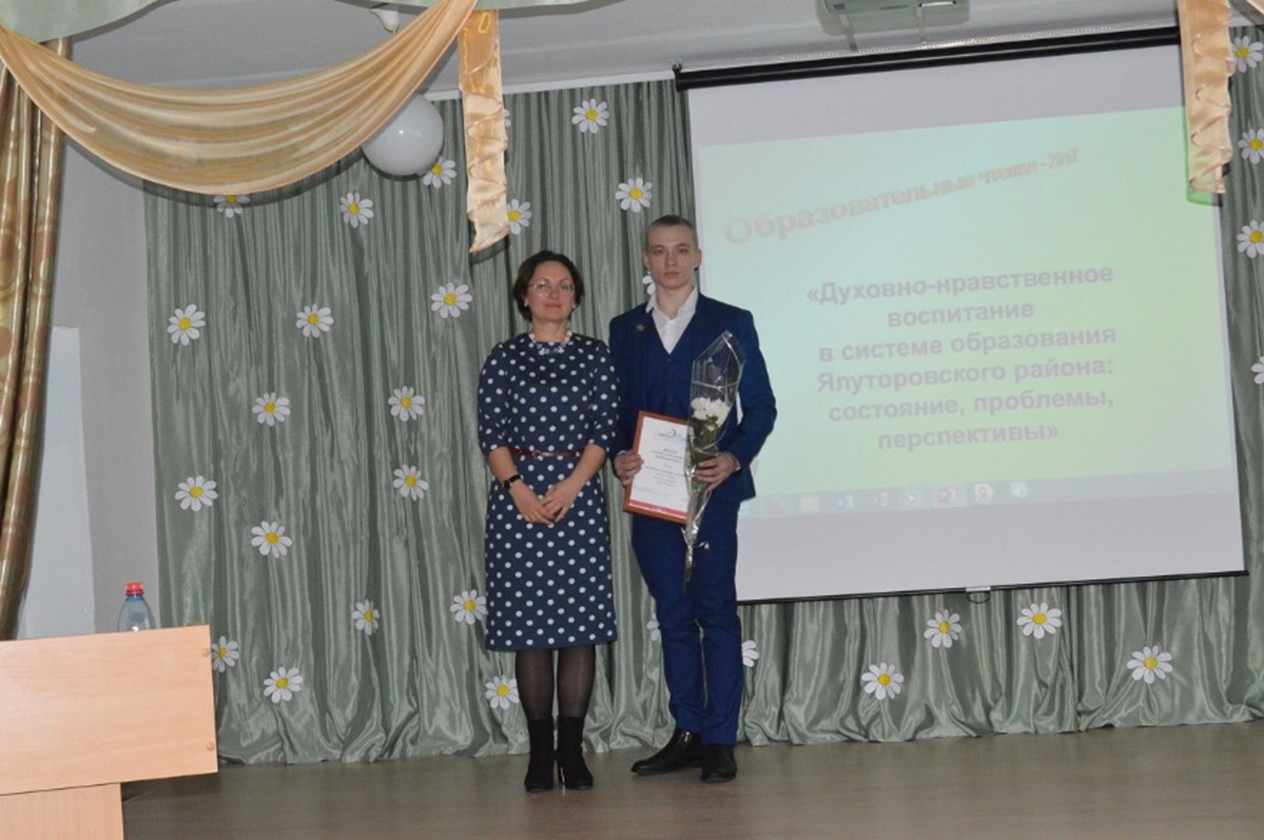 Образовательные чтения - 2017
«Духовно-нравственное
воспитание
в системе образования
Ялуторовского района:
состояние, проблемы,
перспективы»